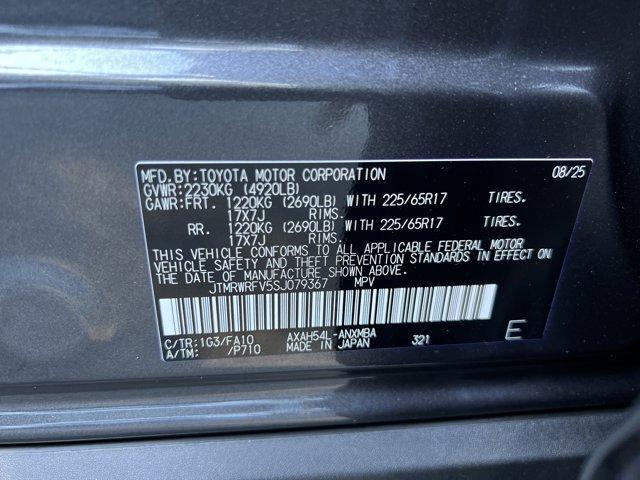 MFD.BY:TOYOTA MOTOR CORPORATION 08/25
GVWR:2230KG (4920LB)
GAWR:FRT. 1220KG (2690LB) WITH 225/65R17 TIRES.
17X7J RIMS.
RR. 1220KG (2690LB) WITH 225/65R17 TIRES.
17X7J RIMS.
THIS VEHICLE CONFORMS TO ALL APPLICABLE FEDERAL MOTOR
VEHICLE SAFETY AND THEFT PREVENTION STANDARDS IN EFFECT ON
THE DATE OF MANUFACTURE SHOWN ABOVE.
JTMRWRFV5SJ079367 MPV
C/TR:1G3/FA10 AXAH54L-ANXMBA
A/TM: /P710 MADE IN JAPAN 321 E